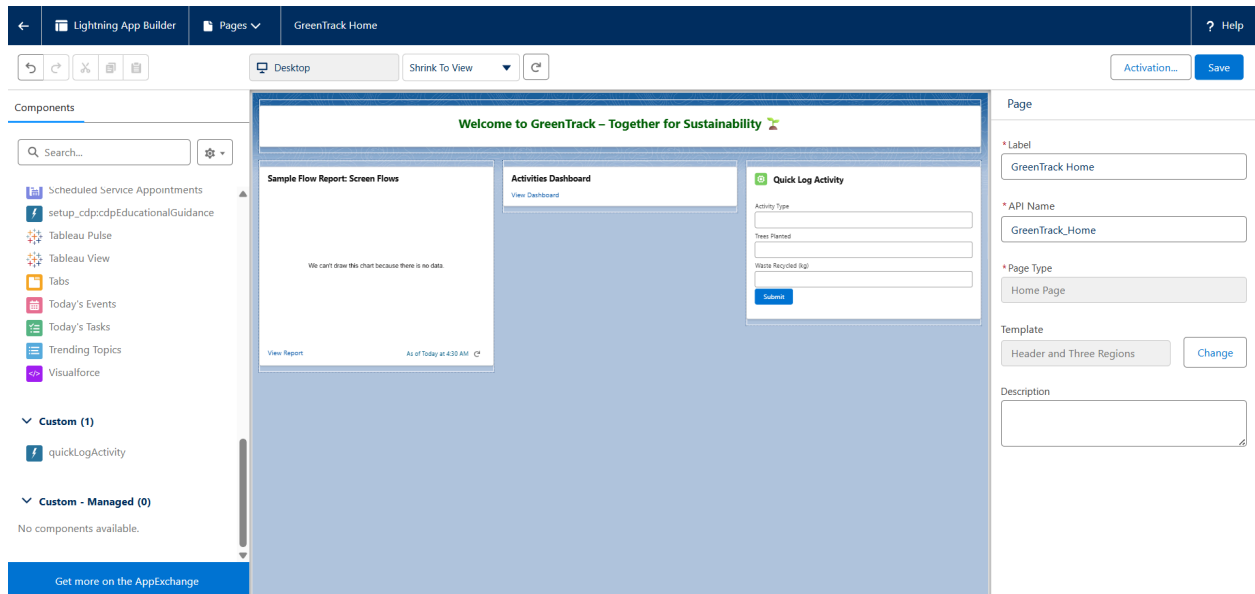 Lightning App Builder
Pages
GreenTrack Home
? Help
Desktop
Shrink To View
Activation...
Save
Components
Search...
Scheduled Service Appointments
setup_cdp:cdpEducationalGuidance
Tableau Pulse
Tableau View
Tabs
Today's Events
Today's Tasks
Trending Topics
Visualforce
Custom (1)
quickLogActivity
Custom - Managed (0)
No components available.
Get more on the AppExchange
Welcome to GreenTrack – Together for Sustainability
Sample Flow Report: Screen Flows
We can't draw this chart because there is no data.
View Report
As of Today at 4:30 AM
Activities Dashboard
View Dashboard
Quick Log Activity
Activity Type
Trees Planted
Waste Recycled (kg)
Submit
Page
*Label
GreenTrack Home
*API Name
GreenTrack_Home
*Page Type
Home Page
Template
Header and Three Regions
Change
Description